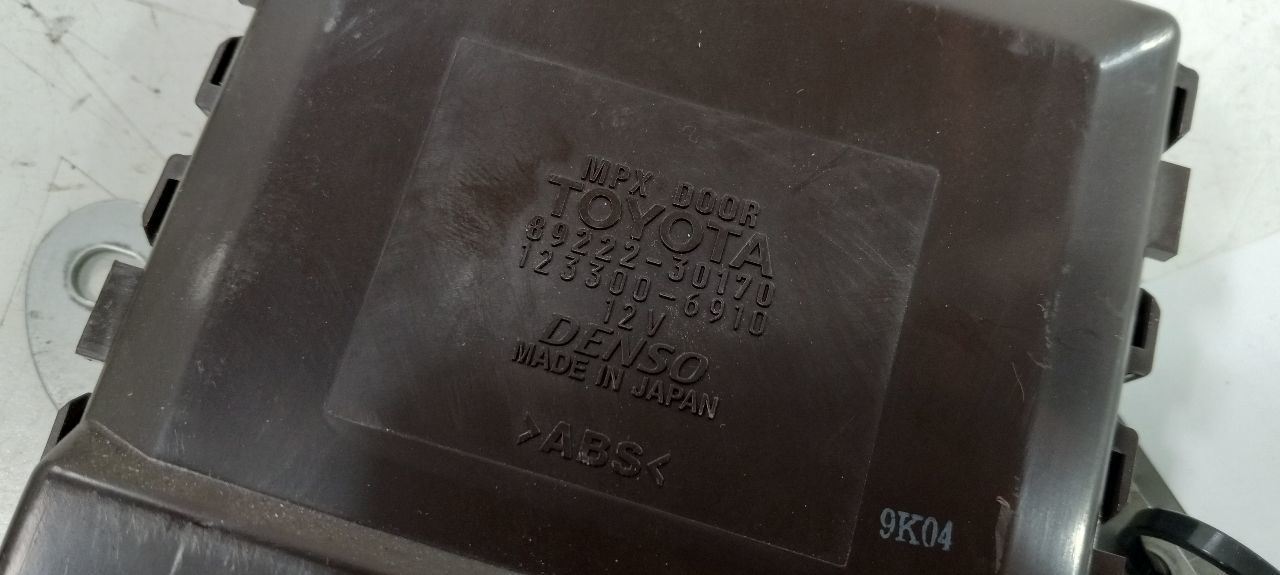 MPX DOOR
TOYOTA
89222-30170
123300-6910
12V
DENSO
MADE IN JAPAN
>ABS<
9K04